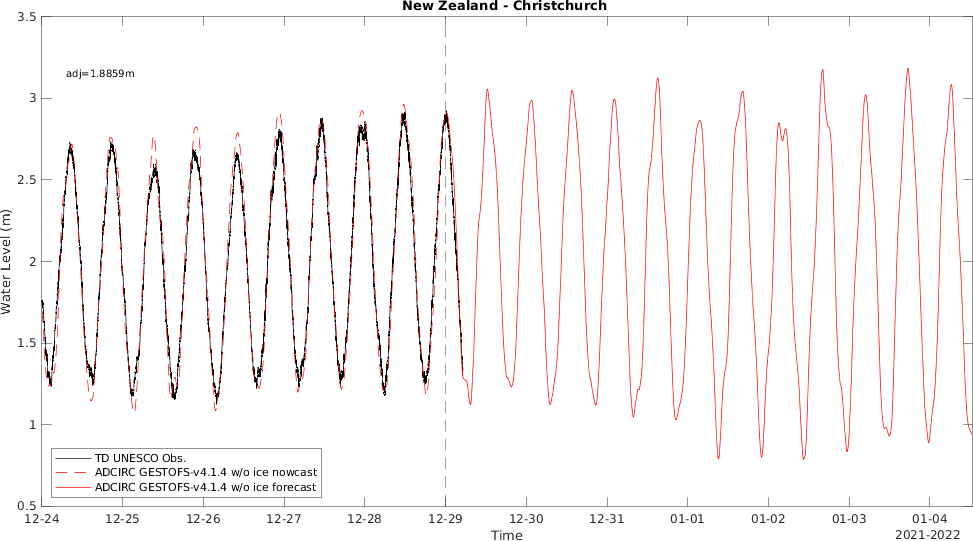 New Zealand - Christchurch
3.5
adj=1.8859m
3
2.5
2
Water Level (m)
1.5
1
0.5
TD UNESCO Obs.
ADCIRC GESTOFS-v4.1.4 w/o ice nowcast
ADCIRC GESTOFS-v4.1.4 w/o ice forecast
12-24 12-25 12-26 12-27 12-28 12-29 12-30 12-31 01-01 01-02 01-03 01-04
Time
2021-2022